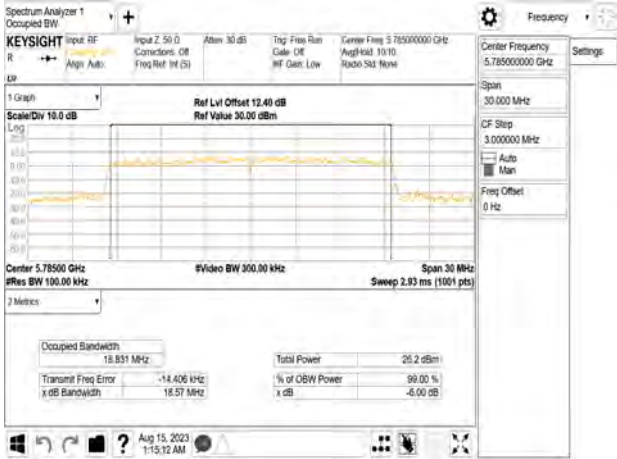 Spectrum Analyzer 1
Occupied BW
Frequency
KEYSIGHT
Input: RF
Input Z: 50 Ω
Atten: 30 dB
Trig: Free Run
Center Freq: 5.785000000 GHz
R
Corrections: Off
Gate: Off
Avg|Hold: 10/10
Align: Auto
Freq Ref: Int (S)
#IF Gain: Low
Radio Std: None
Center Frequency
5.785000000 GHz
Settings
Span
30.000 MHz
CF Step
3.000000 MHz
Auto
Man
Freq Offset
0 Hz
1 Graph
Ref Lvl Offset 12.40 dB
Scale/Div 10.0 dB
Ref Value 30.00 dBm
Log
Center 5.78500 GHz
#Video BW 300.00 kHz
Span 30 MHz
#Res BW 100.00 kHz
Sweep 2.93 ms (1001 pts)
2 Metrics
Occupied Bandwidth
18.831 MHz
Total Power
26.2 dBm
Transmit Freq Error
-14.406 kHz
% of OBW Power
99.00 %
x dB Bandwidth
18.57 MHz
x dB
-6.00 dB
?
Aug 15, 2023
1:15:12 AM